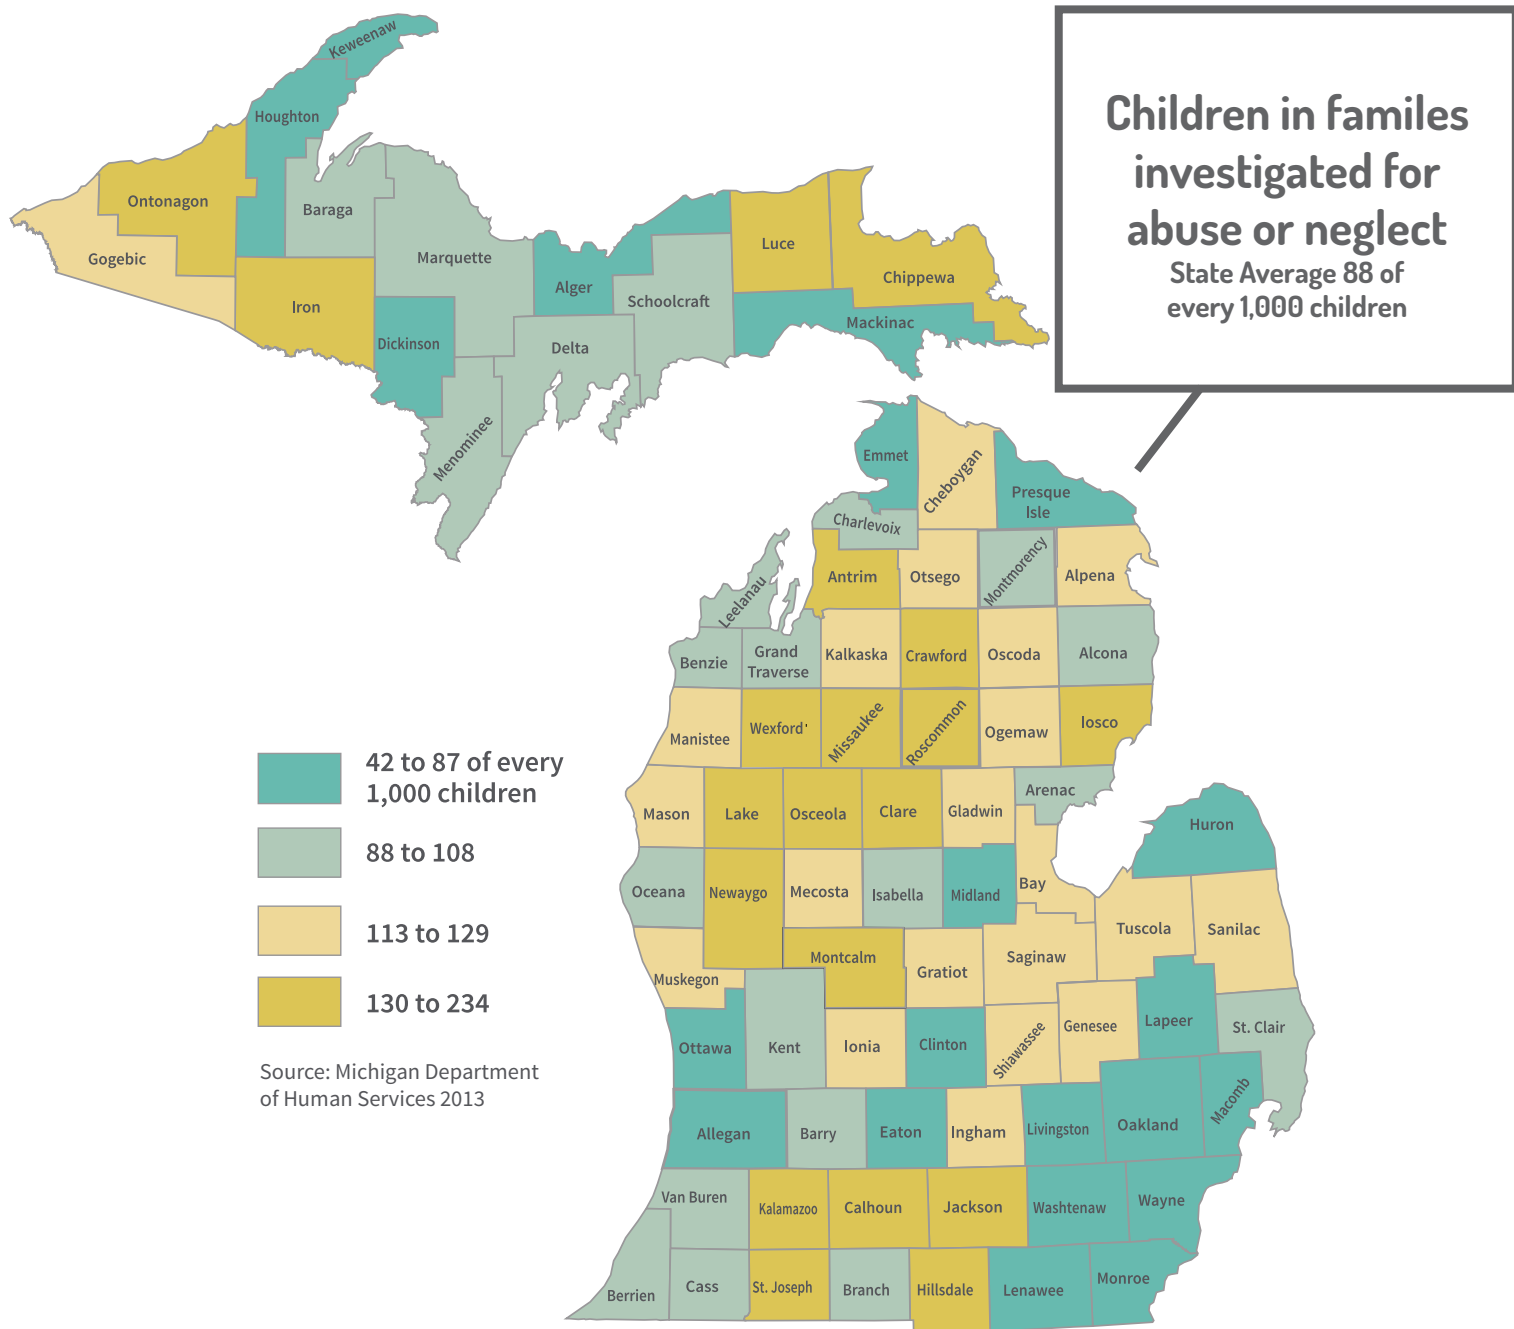 Children in familes
investigated for
abuse or neglect
State Average 88 of
every 1,000 children
Keweenaw
Houghton
Ontonagon
Baraga
Gogebic
Marquette
Luce
Chippewa
Iron
Alger
Schoolcraft
Mackinac
Dickinson
Delta
Menominee
Emmet
Cheboygan
Presque
Isle
Charlevoix
Antrim
Otsego
Montmorency
Alpena
Leelanau
Benzie
Grand
Traverse
Kalkaska
Crawford
Oscoda
Alcona
Manistee
Wexford'
Missaukee
Roscommon
Ogemaw
Iosco
Mason
Lake
Osceola
Clare
Gladwin
Arenac
Huron
Oceana
Newaygo
Mecosta
Isabella
Midland
Bay
Tuscola
Sanilac
Muskegon
Montcalm
Gratiot
Saginaw
Ottawa
Kent
Ionia
Clinton
Shiawassee
Genesee
Lapeer
St. Clair
Allegan
Barry
Eaton
Ingham
Livingston
Oakland
Macomb
Van Buren
Kalamazoo
Calhoun
Jackson
Washtenaw
Wayne
Berrien
Cass
St. Joseph
Branch
Hillsdale
Lenawee
Monroe
42 to 87 of every
1,000 children
88 to 108
113 to 129
130 to 234
Source: Michigan Department
of Human Services 2013